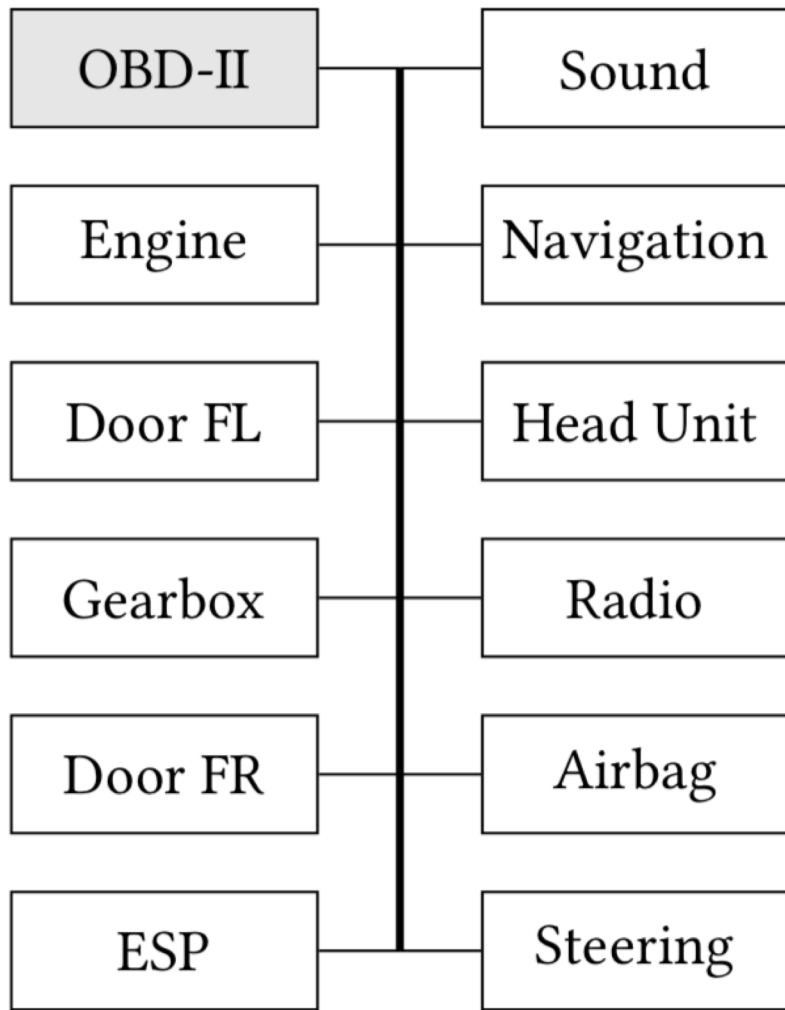 OBD-II
Sound
Engine
Navigation
Door FL
Head Unit
Gearbox
Radio
Door FR
Airbag
ESP
Steering